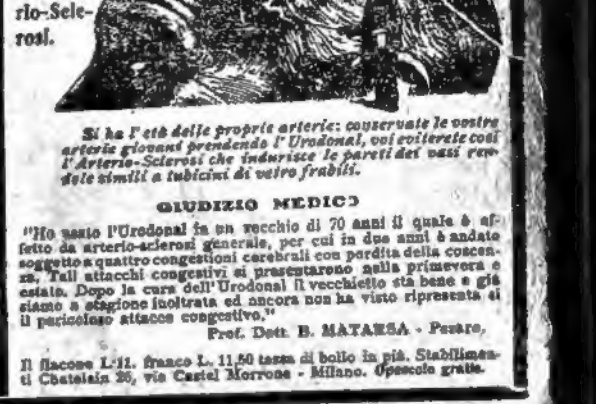 rio-Scle-
rosi.
Si ha l'età delle proprie arterie: conservate le vostre
arterie giovani prendendo l'Urodonal, voi eviterete così
l'Arterio-Sclerosi che indurisce le pareti dei vasi ren-
dole simili a tubicini di vetro frabili.
GIUDIZIO MEDICO
"Ho usato l'Urodonal in un vecchio di 70 anni il quale è af-
fetto da arterio-sclerosi generale, per cui in due anni è andato
soggetto a quattro congestioni cerebrali con perdita della coscen-
za. Tali attacchi congestivi si presentarono nella primavera e
estate. Dopo la cura dell'Urodonal il vecchietto sta bene e già
siamo a stagione inoltrata ed ancora non ha visto ripresenta si
il pericoloso attacco congestivo."
Prof. Dott. B. MATARSA - Pesaro,
Il flacone L-11. franco L. 11,50 tassa di bollo in più. Stabilimen-
ti Chatelain 26, via Castel Morrone - Milano. Opuscolo gratis.